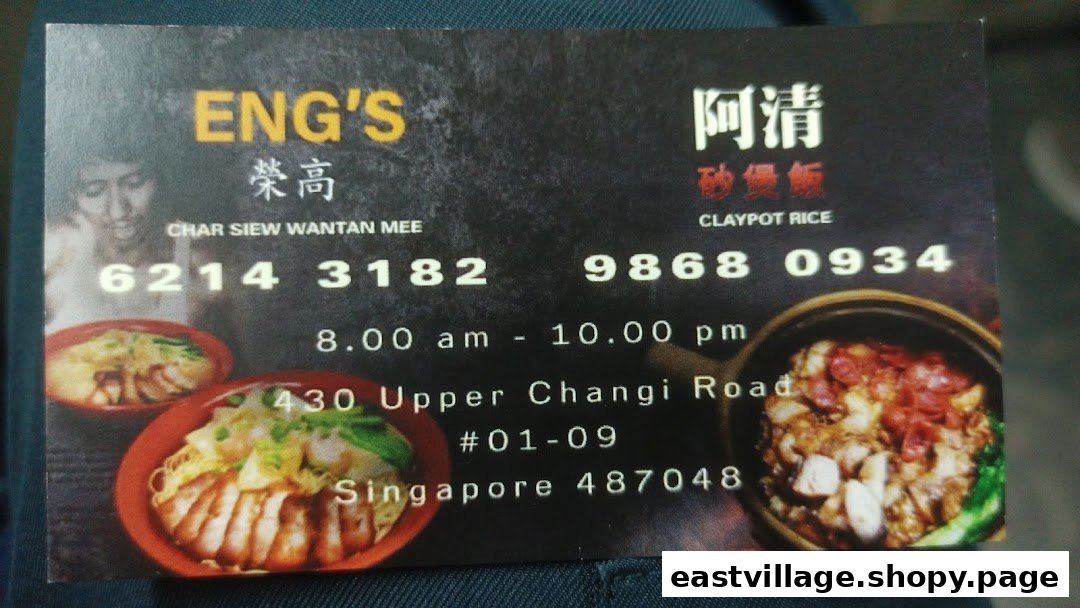 ENG'S
榮高
CHAR SIEW WANTAN MEE
6214 3182
阿清
砂煲飯
CLAYPOT RICE
9868 0934
8.00 am - 10.00 pm
430 Upper Changi Road
#01-09
Singapore 487048
eastvillage.shopy.page